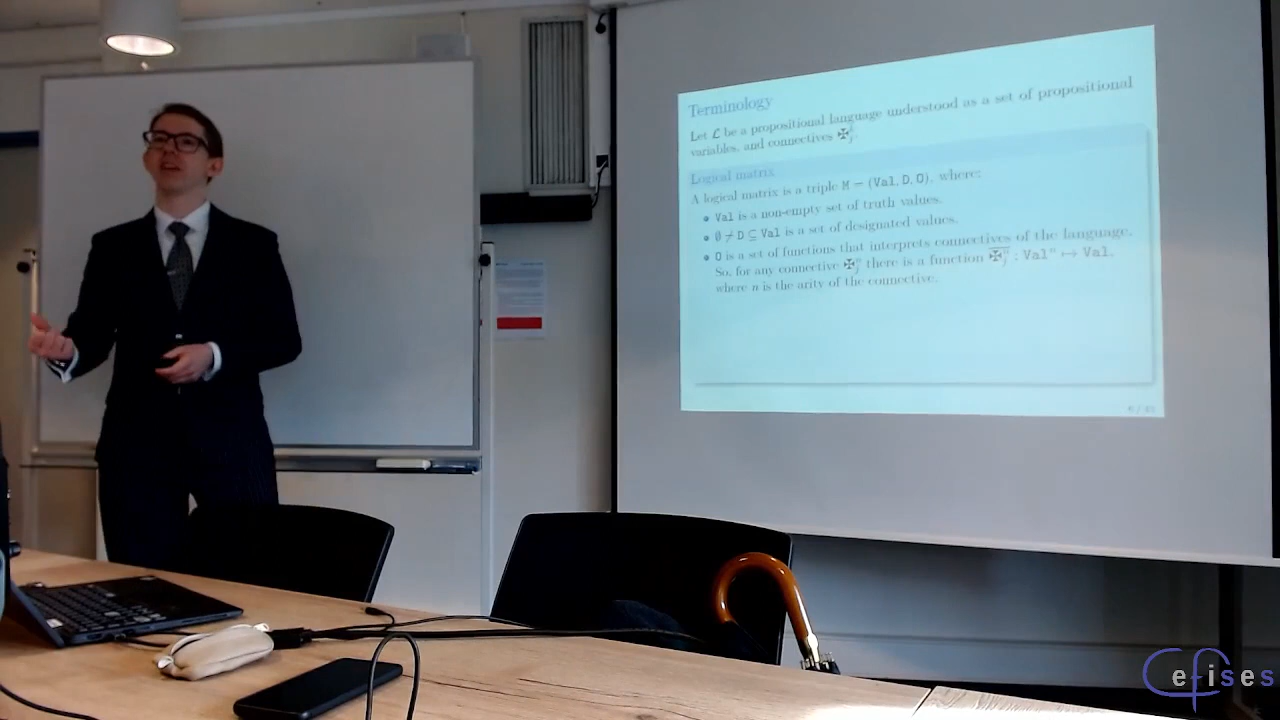 Terminology
Let ℒ be a propositional language understood as a set of propositional
variables, and connectives ✠ⁿⱼ
Logical matrix
A logical matrix is a triple M = (Val, D, O), where:
• Val is a non-empty set of truth values.
• ∅ ≠ D ⊆ Val is a set of designated values.
• O is a set of functions that interprets connectives of the language.
So, for any connective ✠ⁿⱼ there is a function ✠̅ⁿⱼ : Valⁿ ↦ Val,
where n is the arity of the connective.
Cefises